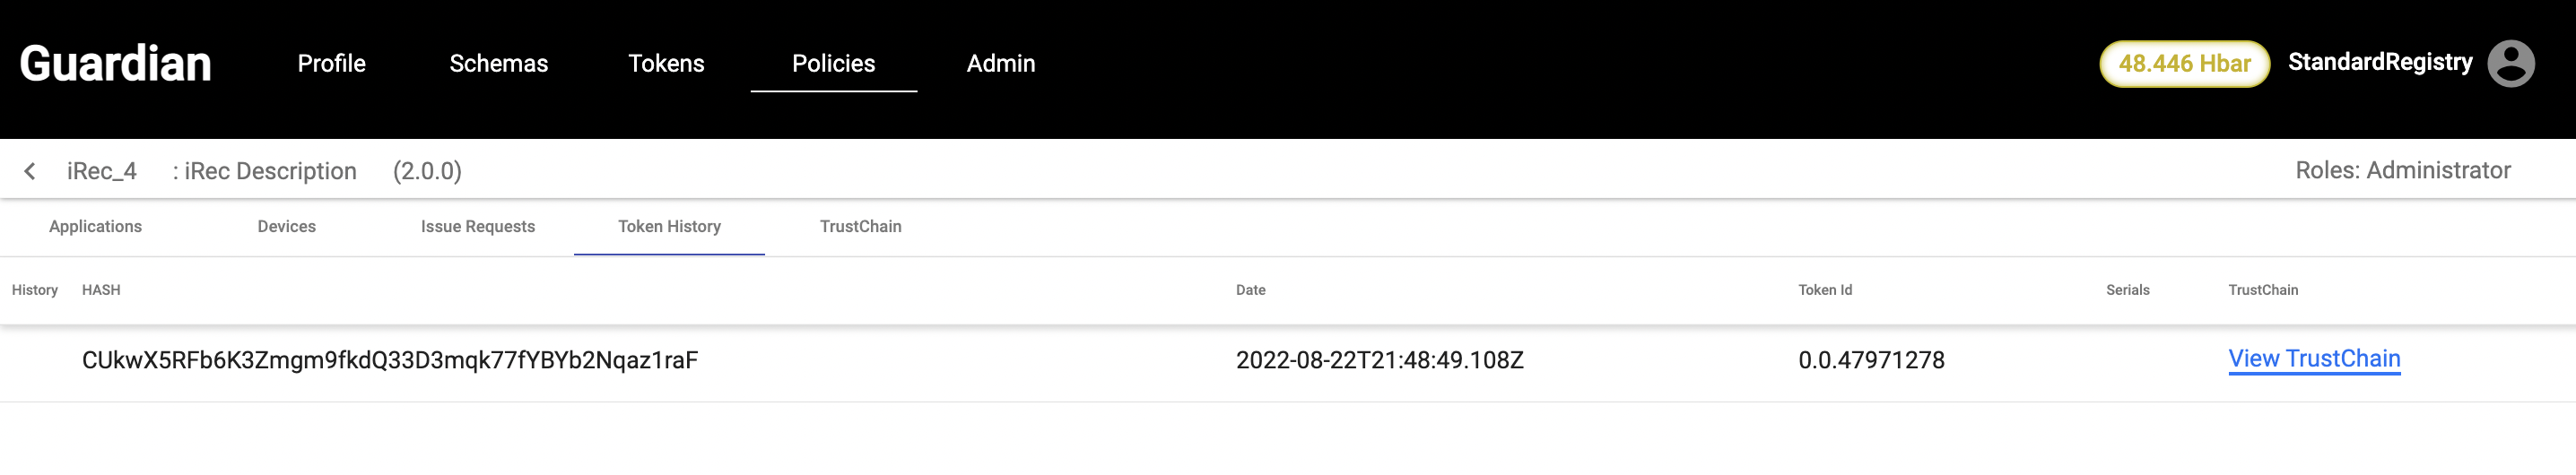 Guardian Profile Schemas Tokens Policies Admin 48.446 Hbar StandardRegistry
iRec_4 : iRec Description (2.0.0) Roles: Administrator
Applications Devices Issue Requests Token History TrustChain
History HASH Date Token Id Serials TrustChain
CUkwX5RFb6K3Zmgm9fkdQ33D3mqk77fYBYb2Nqaz1raF 2022-08-22T21:48:49.108Z 0.0.47971278 View TrustChain